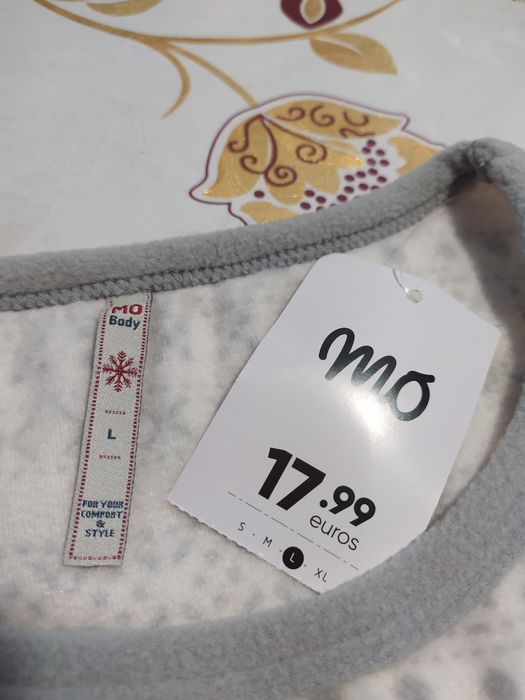 MO
Body
L
FOR YOUR
COMFORT
&
STYLE
mo
17.99
euros
S - M - L - XL